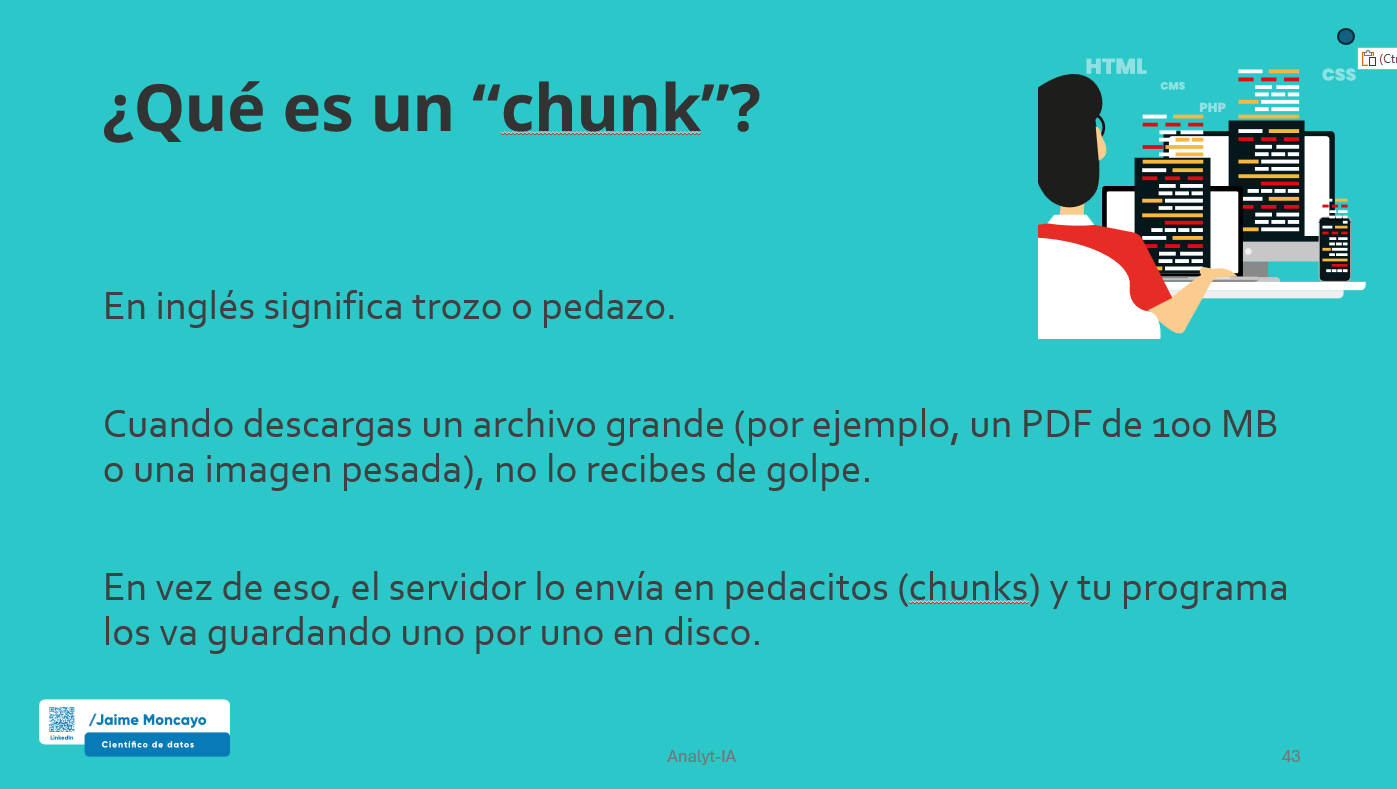 ¿Qué es un “chunk”?
HTML
CMS
PHP
CSS
(Ctr
En inglés significa trozo o pedazo.
Cuando descargas un archivo grande (por ejemplo, un PDF de 100 MB
o una imagen pesada), no lo recibes de golpe.
En vez de eso, el servidor lo envía en pedacitos (chunks) y tu programa
los va guardando uno por uno en disco.
/Jaime Moncayo
LinkedIn
Científico de datos
Analyt-IA
43